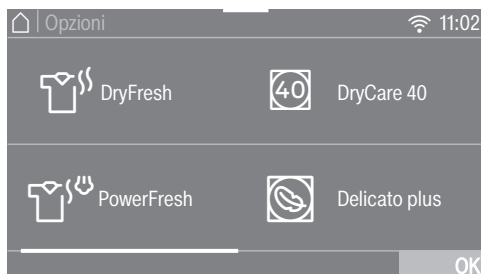 Opzioni 11:02
DryFresh
40 DryCare 40
PowerFresh
Delicato plus
OK